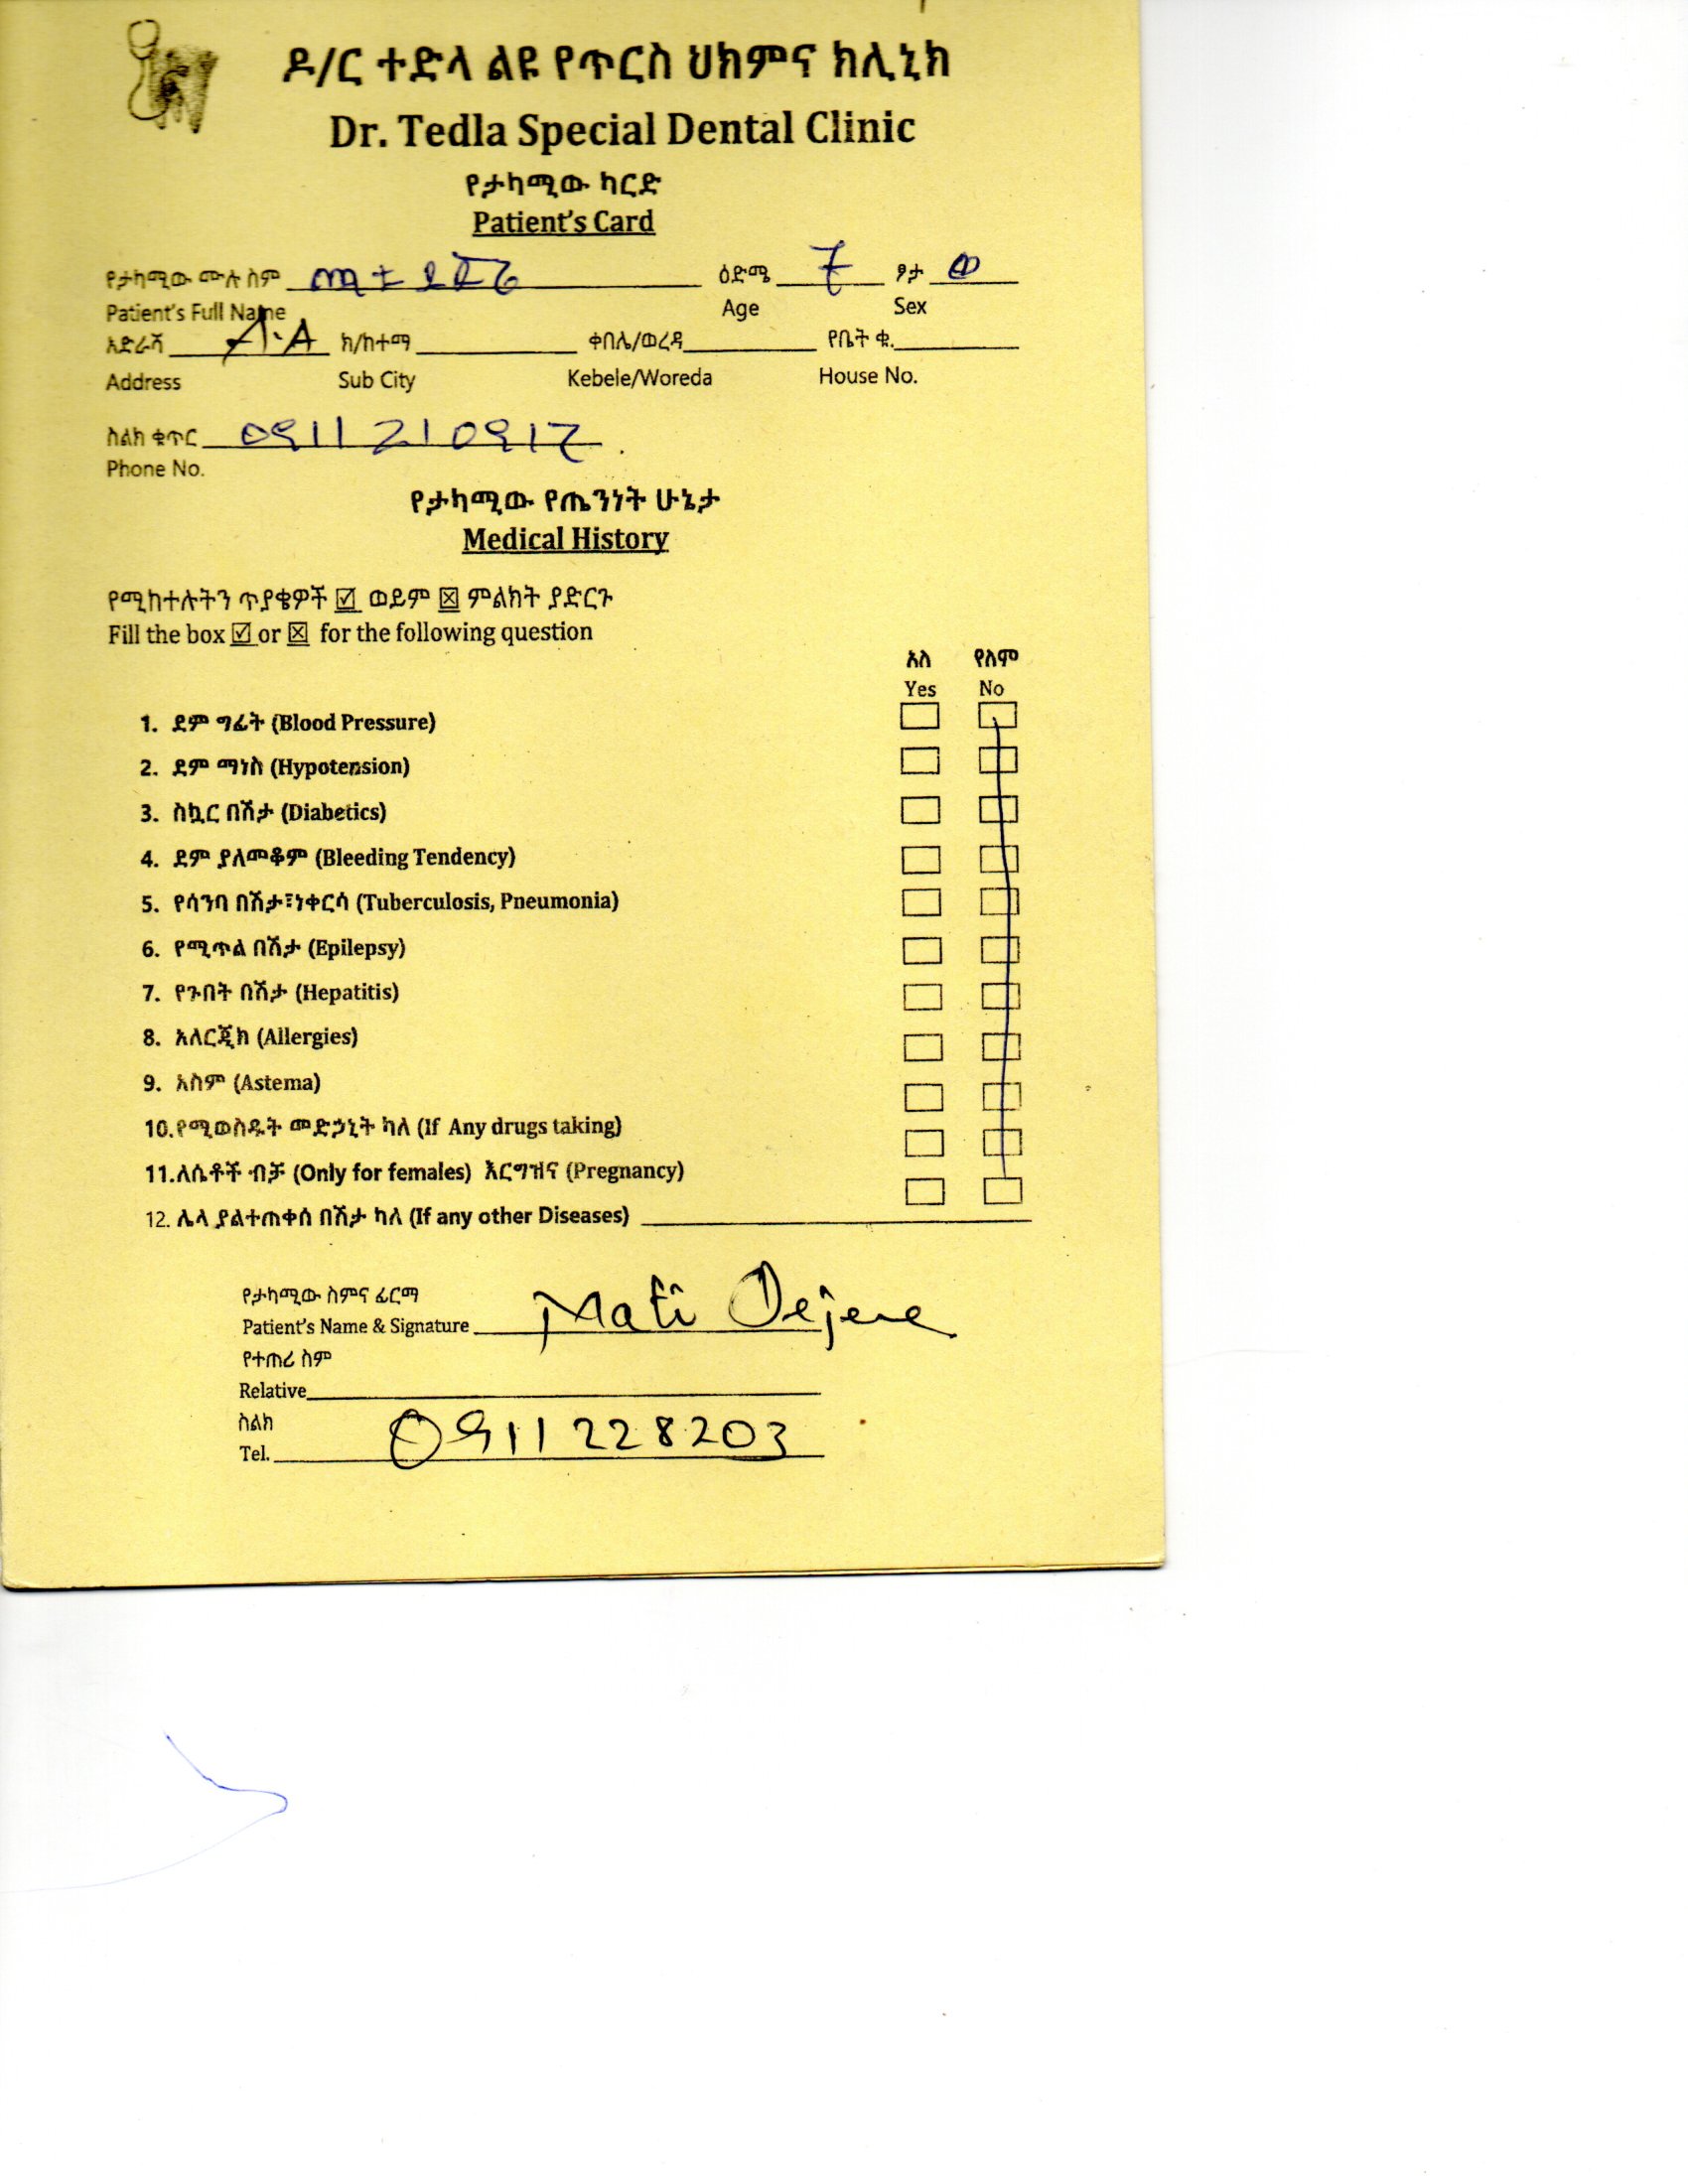 ዶ/ር ተድላ ልዩ የጥርስ ህክምና ክሊኒክ
Dr. Tedla Special Dental Clinic
የታካሚው ካርድ
Patient's Card
የታካሚው ሙሉ ስም ማቲ ደጀኔ ዕድሜ 7 ፆታ ወ
Patient's Full Name Age Sex
አድራሻ A.A ክ/ከተማ ቀበሌ/ወረዳ የቤት ቁ.
Address Sub City Kebele/Woreda House No.
ስልክ ቁጥር 0911210917
Phone No.
የታካሚው የጤንነት ሁኔታ
Medical History
የሚከተሉትን ጥያቄዎች ☑ ወይም ☒ ምልክት ያድርጉ
Fill the box ☑ or ☒ for the following question
አለ የለም
Yes No
1. ደም ግፊት (Blood Pressure)
2. ደም ማነስ (Hypotension)
3. ስኳር በሽታ (Diabetics)
4. ደም ያለመቆም (Bleeding Tendency)
5. የሳንባ በሽታ፣ነቀርሳ (Tuberculosis, Pneumonia)
6. የሚጥል በሽታ (Epilepsy)
7. የጉበት በሽታ (Hepatitis)
8. አለርጂክ (Allergies)
9. አስም (Astema)
10.የሚወስዱት መድኃኒት ካለ (If Any drugs taking)
11.ለሴቶች ብቻ (Only for females) እርግዝና (Pregnancy)
12. ሌላ ያልተጠቀሰ በሽታ ካለ (If any other Diseases)
የታካሚው ስምና ፊርማ
Patient's Name & Signature Mati Dejene
የተጠሪ ስም
Relative
ስልክ
Tel. 0911228203